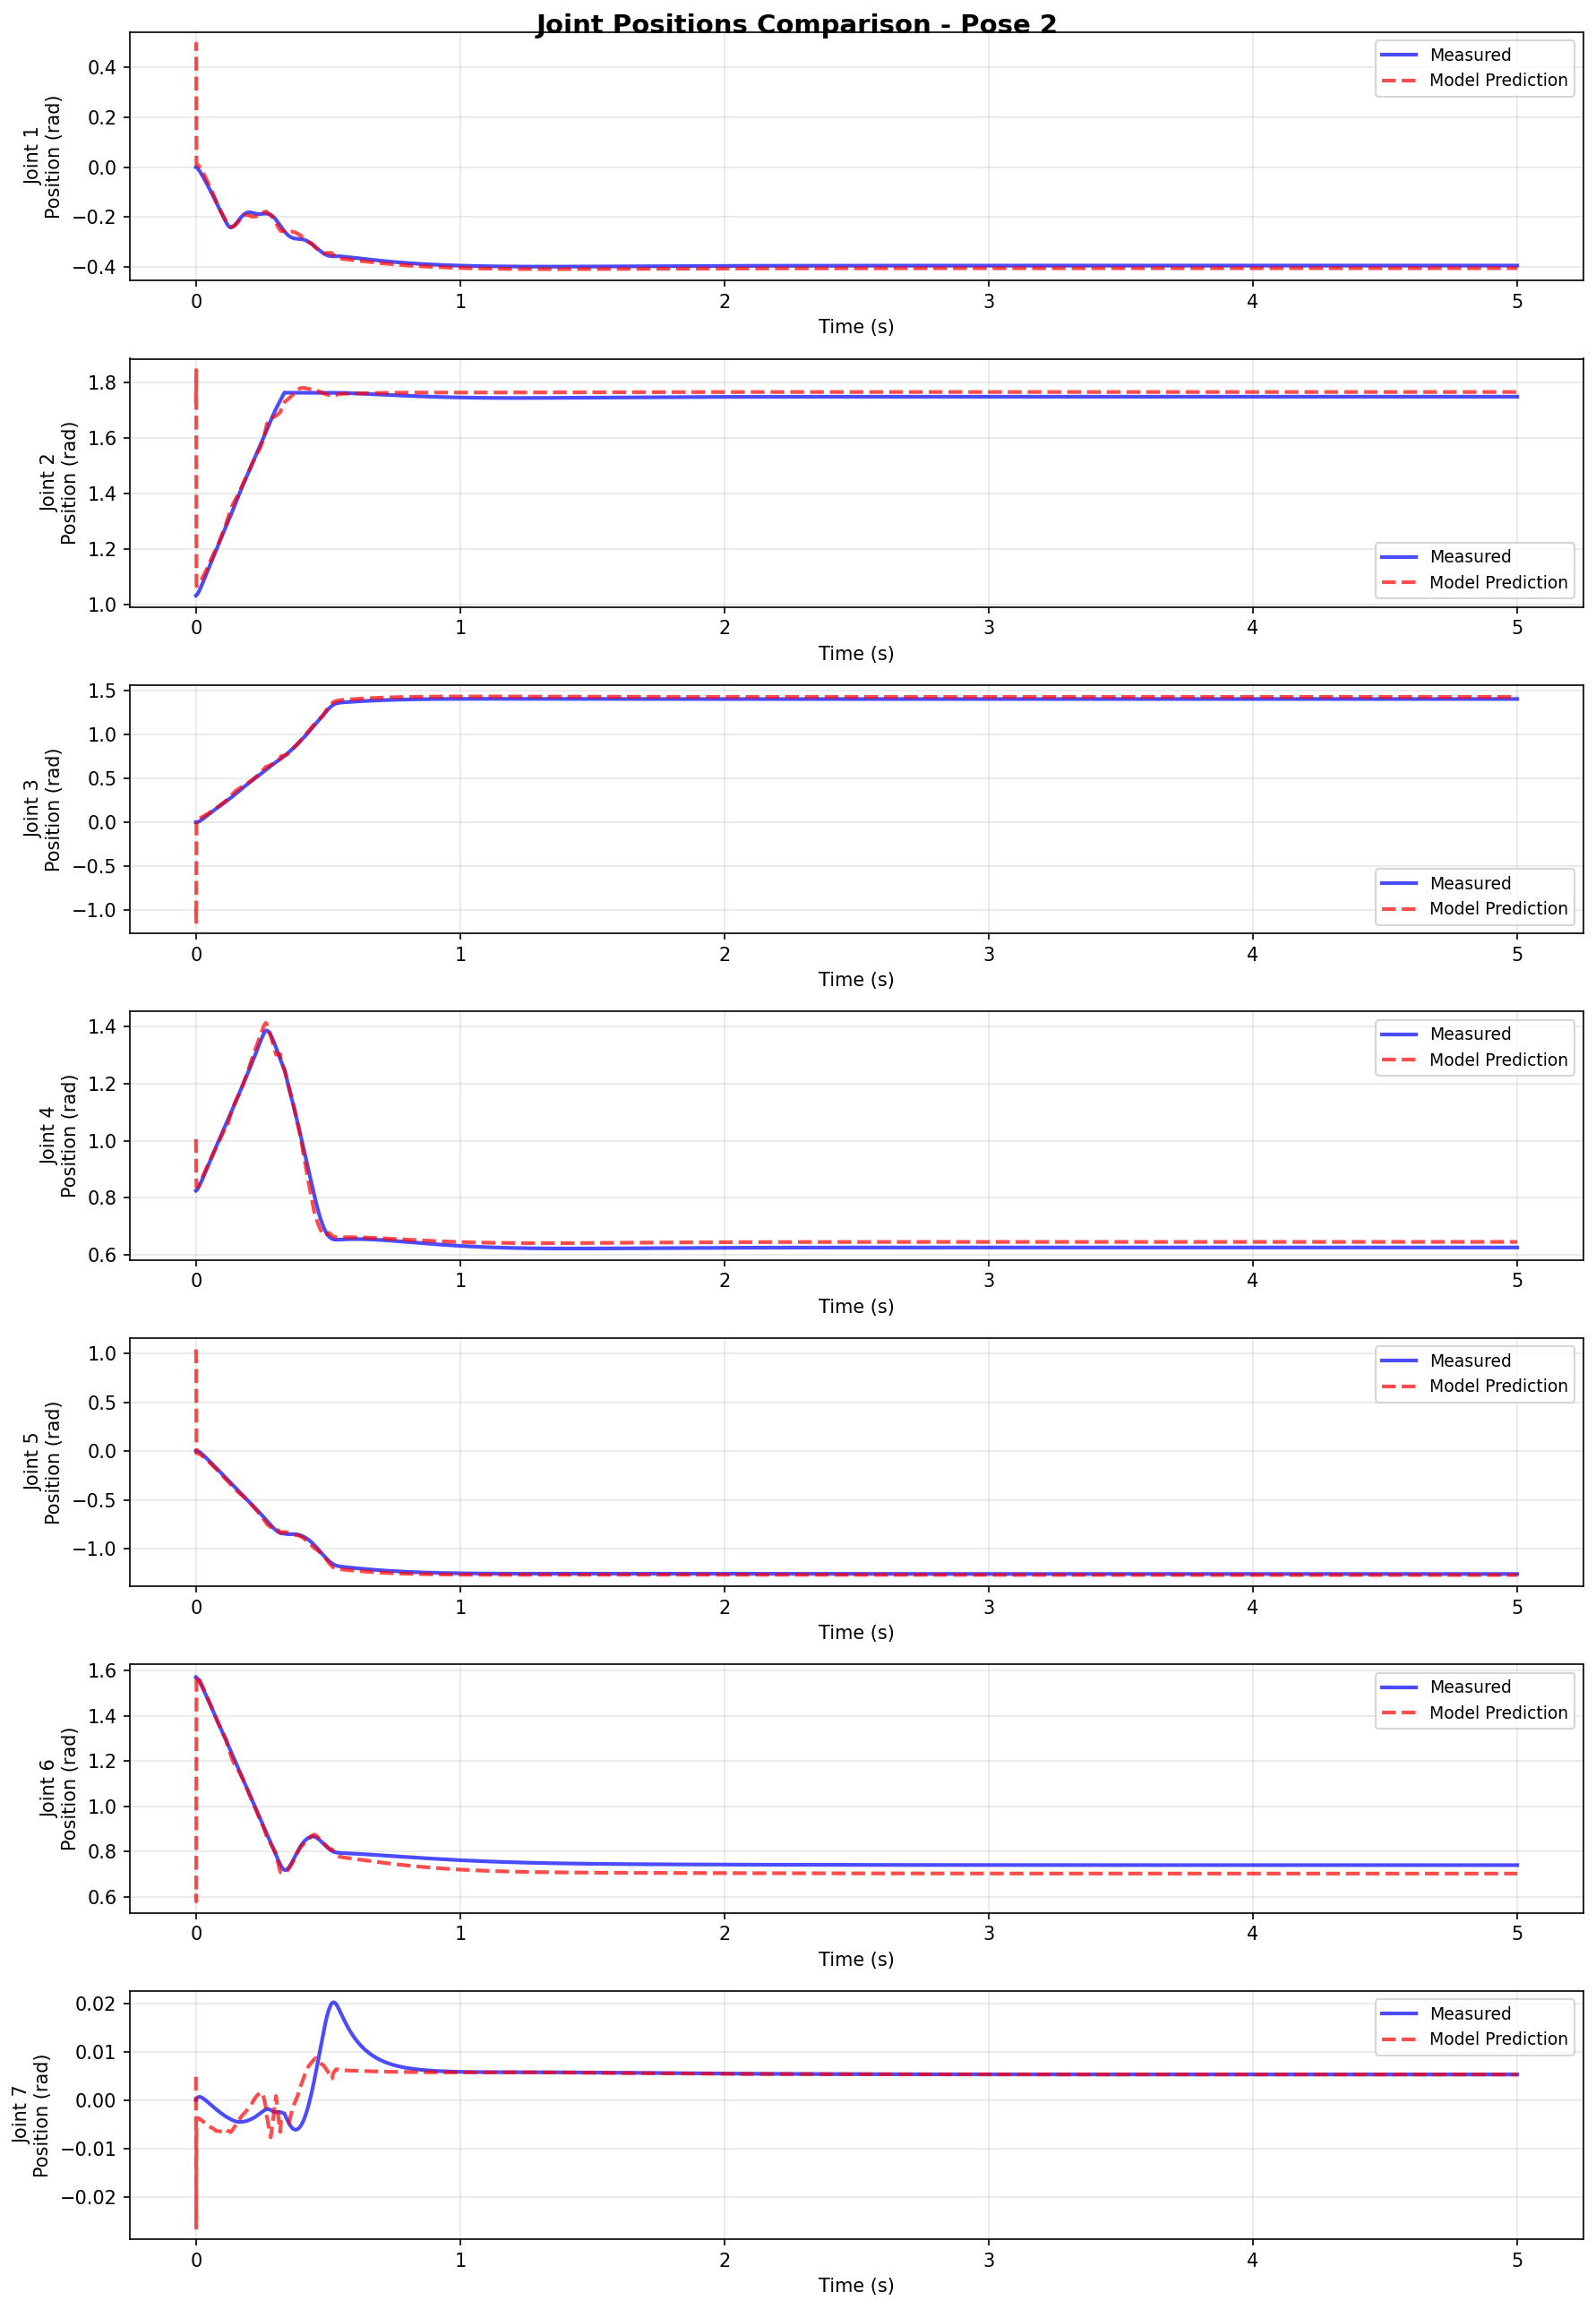 Joint Positions Comparison - Pose 2
Joint 1
Position (rad)
0.4
0.2
0.0
−0.2
−0.4
Measured
Model Prediction
0 1 2 3 4 5
Time (s)
Joint 2
Position (rad)
1.8
1.6
1.4
1.2
1.0
Measured
Model Prediction
0 1 2 3 4 5
Time (s)
Joint 3
Position (rad)
1.5
1.0
0.5
0.0
−0.5
−1.0
Measured
Model Prediction
0 1 2 3 4 5
Time (s)
Joint 4
Position (rad)
1.4
1.2
1.0
0.8
0.6
Measured
Model Prediction
0 1 2 3 4 5
Time (s)
Joint 5
Position (rad)
1.0
0.5
0.0
−0.5
−1.0
Measured
Model Prediction
0 1 2 3 4 5
Time (s)
Joint 6
Position (rad)
1.6
1.4
1.2
1.0
0.8
0.6
Measured
Model Prediction
0 1 2 3 4 5
Time (s)
Joint 7
Position (rad)
0.02
0.01
0.00
−0.01
−0.02
Measured
Model Prediction
0 1 2 3 4 5
Time (s)